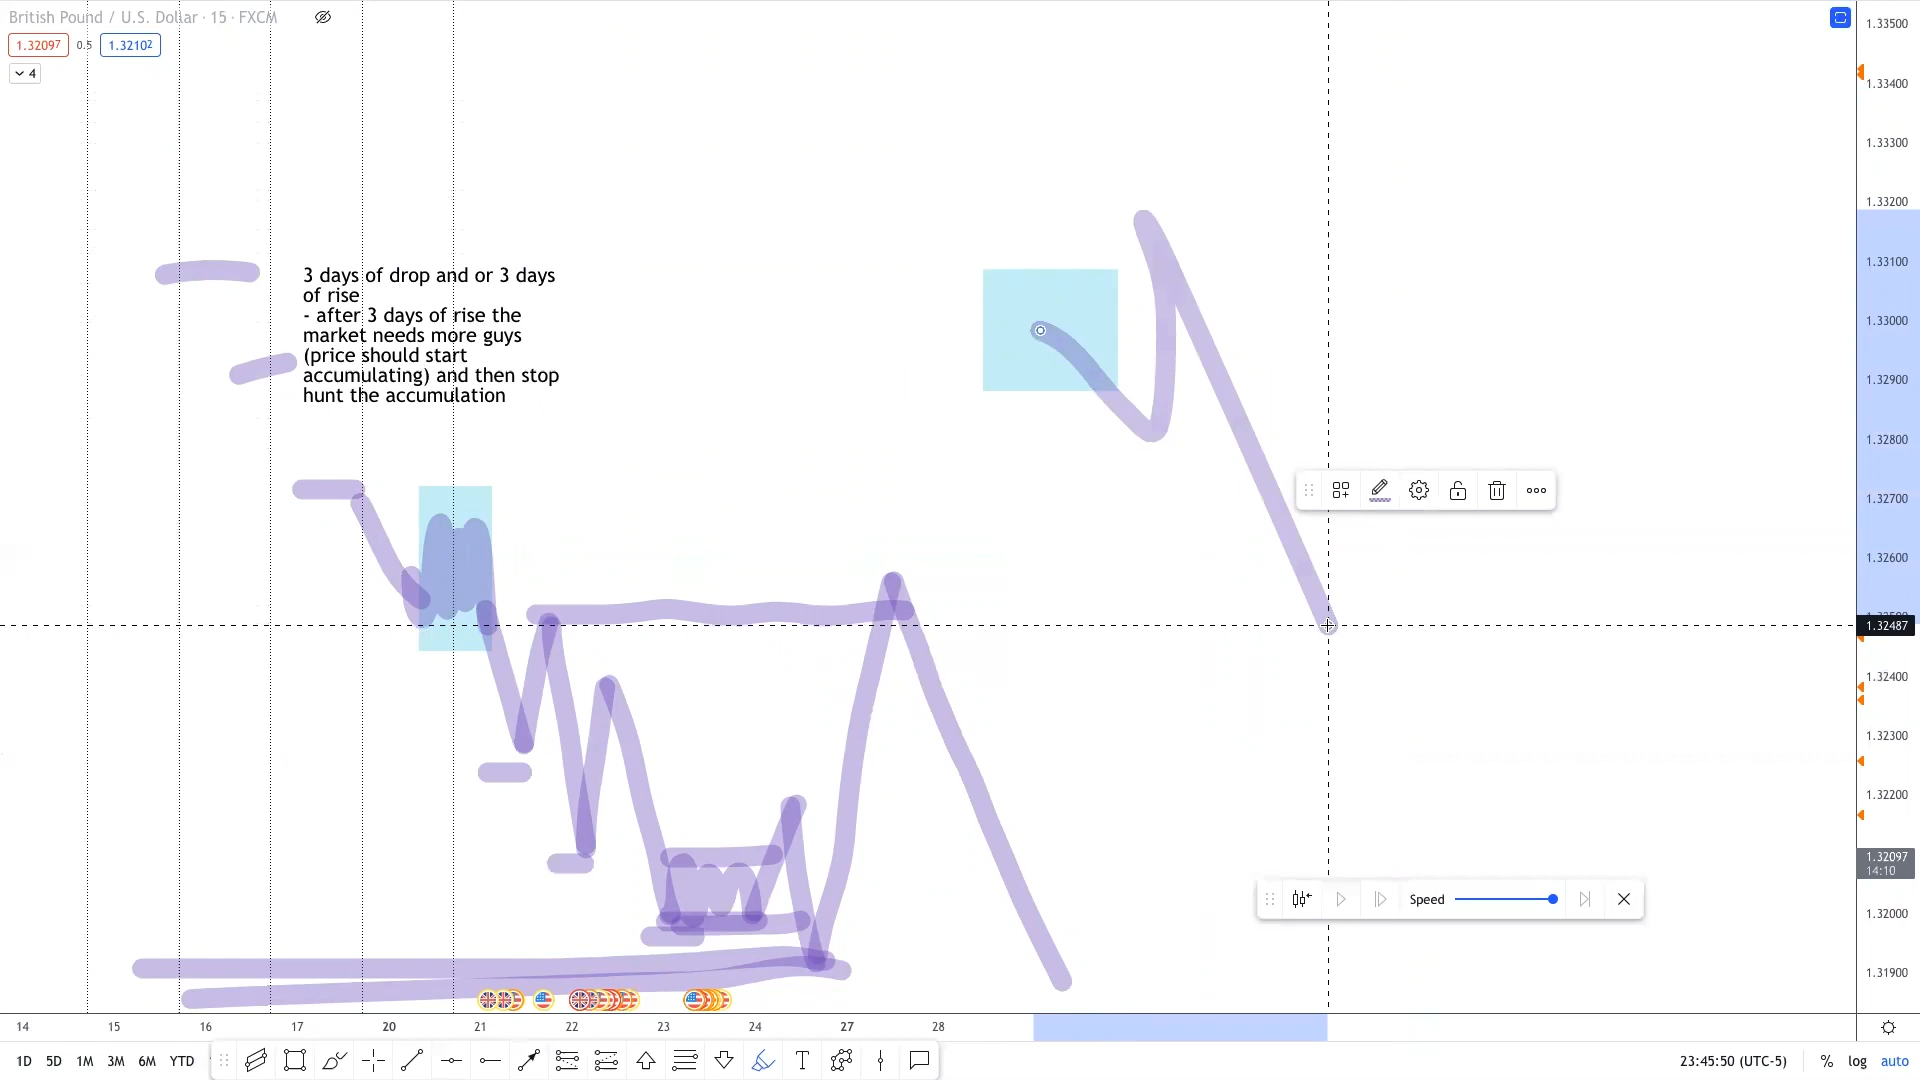 British Pound / U.S. Dollar · 15 · FXCM
1.32097 0.5 1.32102
4
3 days of drop and or 3 days
of rise
- after 3 days of rise the
market needs more guys
(price should start
accumulating) and then stop
hunt the accumulation
1.33500
1.33400
1.33300
1.33200
1.33100
1.33000
1.32900
1.32800
1.32700
1.32600
1.32487
1.32400
1.32300
1.32200
1.32097
14:10
1.32000
1.31900
Speed
14 15 16 17 20 21 22 23 24 27 28
1D 5D 1M 3M 6M YTD
T
23:45:50 (UTC-5) % log auto